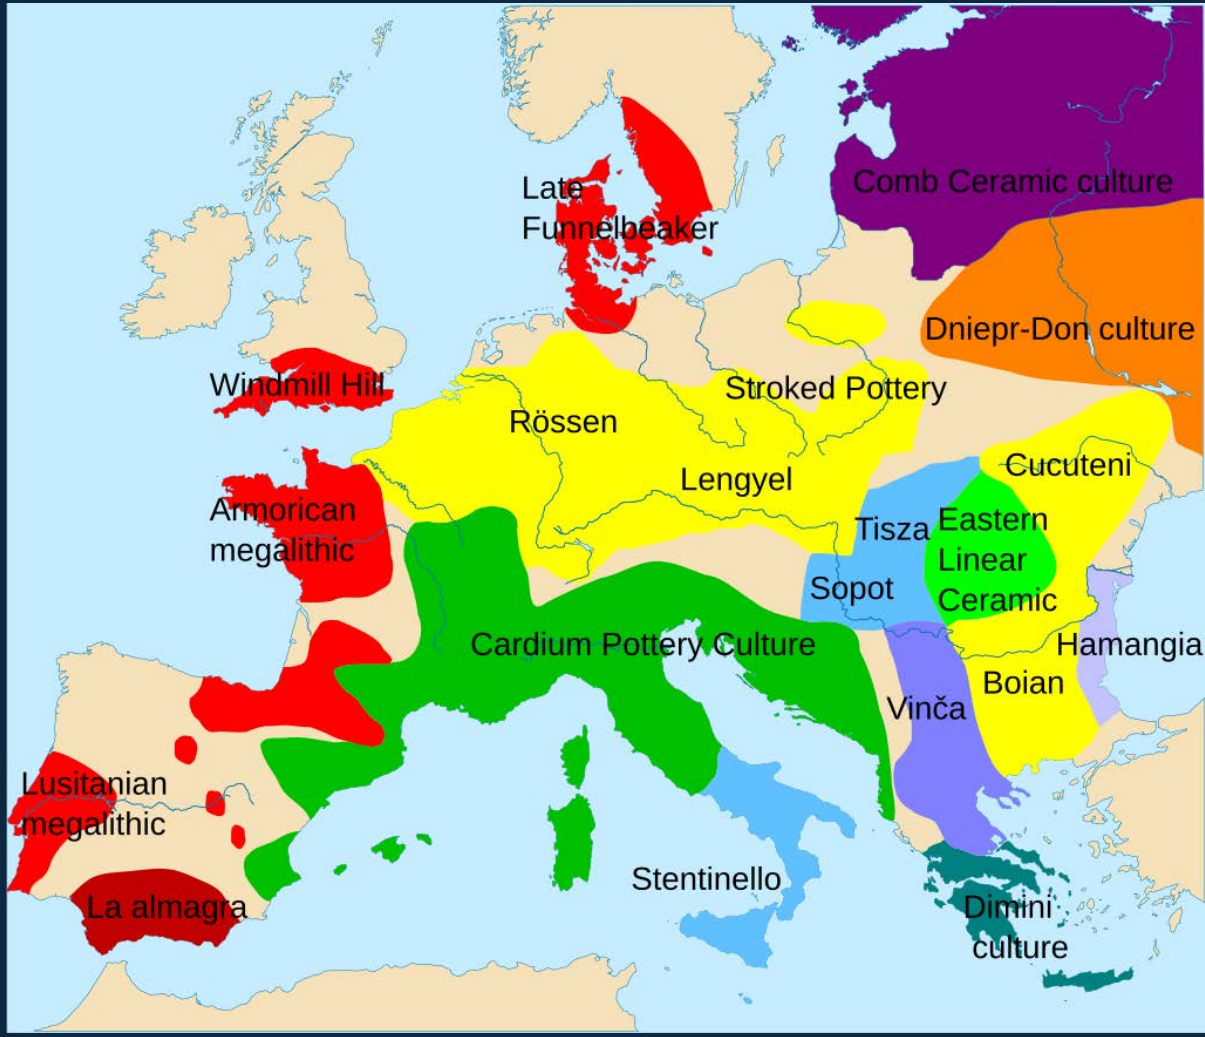 Comb Ceramic culture
Late
Funnelbeaker
Dniepr-Don culture
Windmill Hill
Stroked Pottery
Rössen
Cucuteni
Lengyel
Armorican
megalithic
Tisza
Eastern
Linear
Ceramic
Sopot
Cardium Pottery Culture
Hamangia
Boian
Vinča
Lusitanian
megalithic
Stentinello
La almagra
Dimini
culture